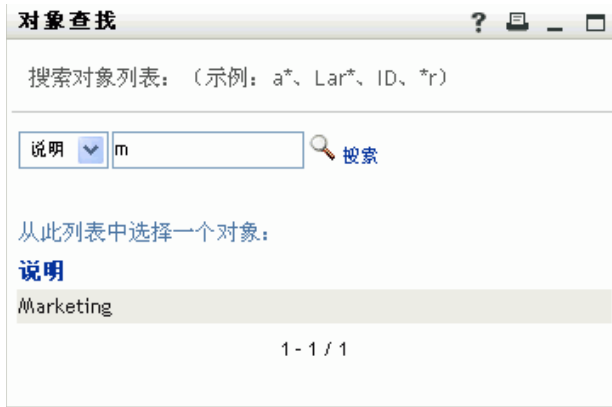 对象查找 ?
搜索对象列表：（示例：a*、Lar*、ID、*r）
说明 m 搜索
从此列表中选择一个对象：
说明
Marketing
1 - 1 / 1